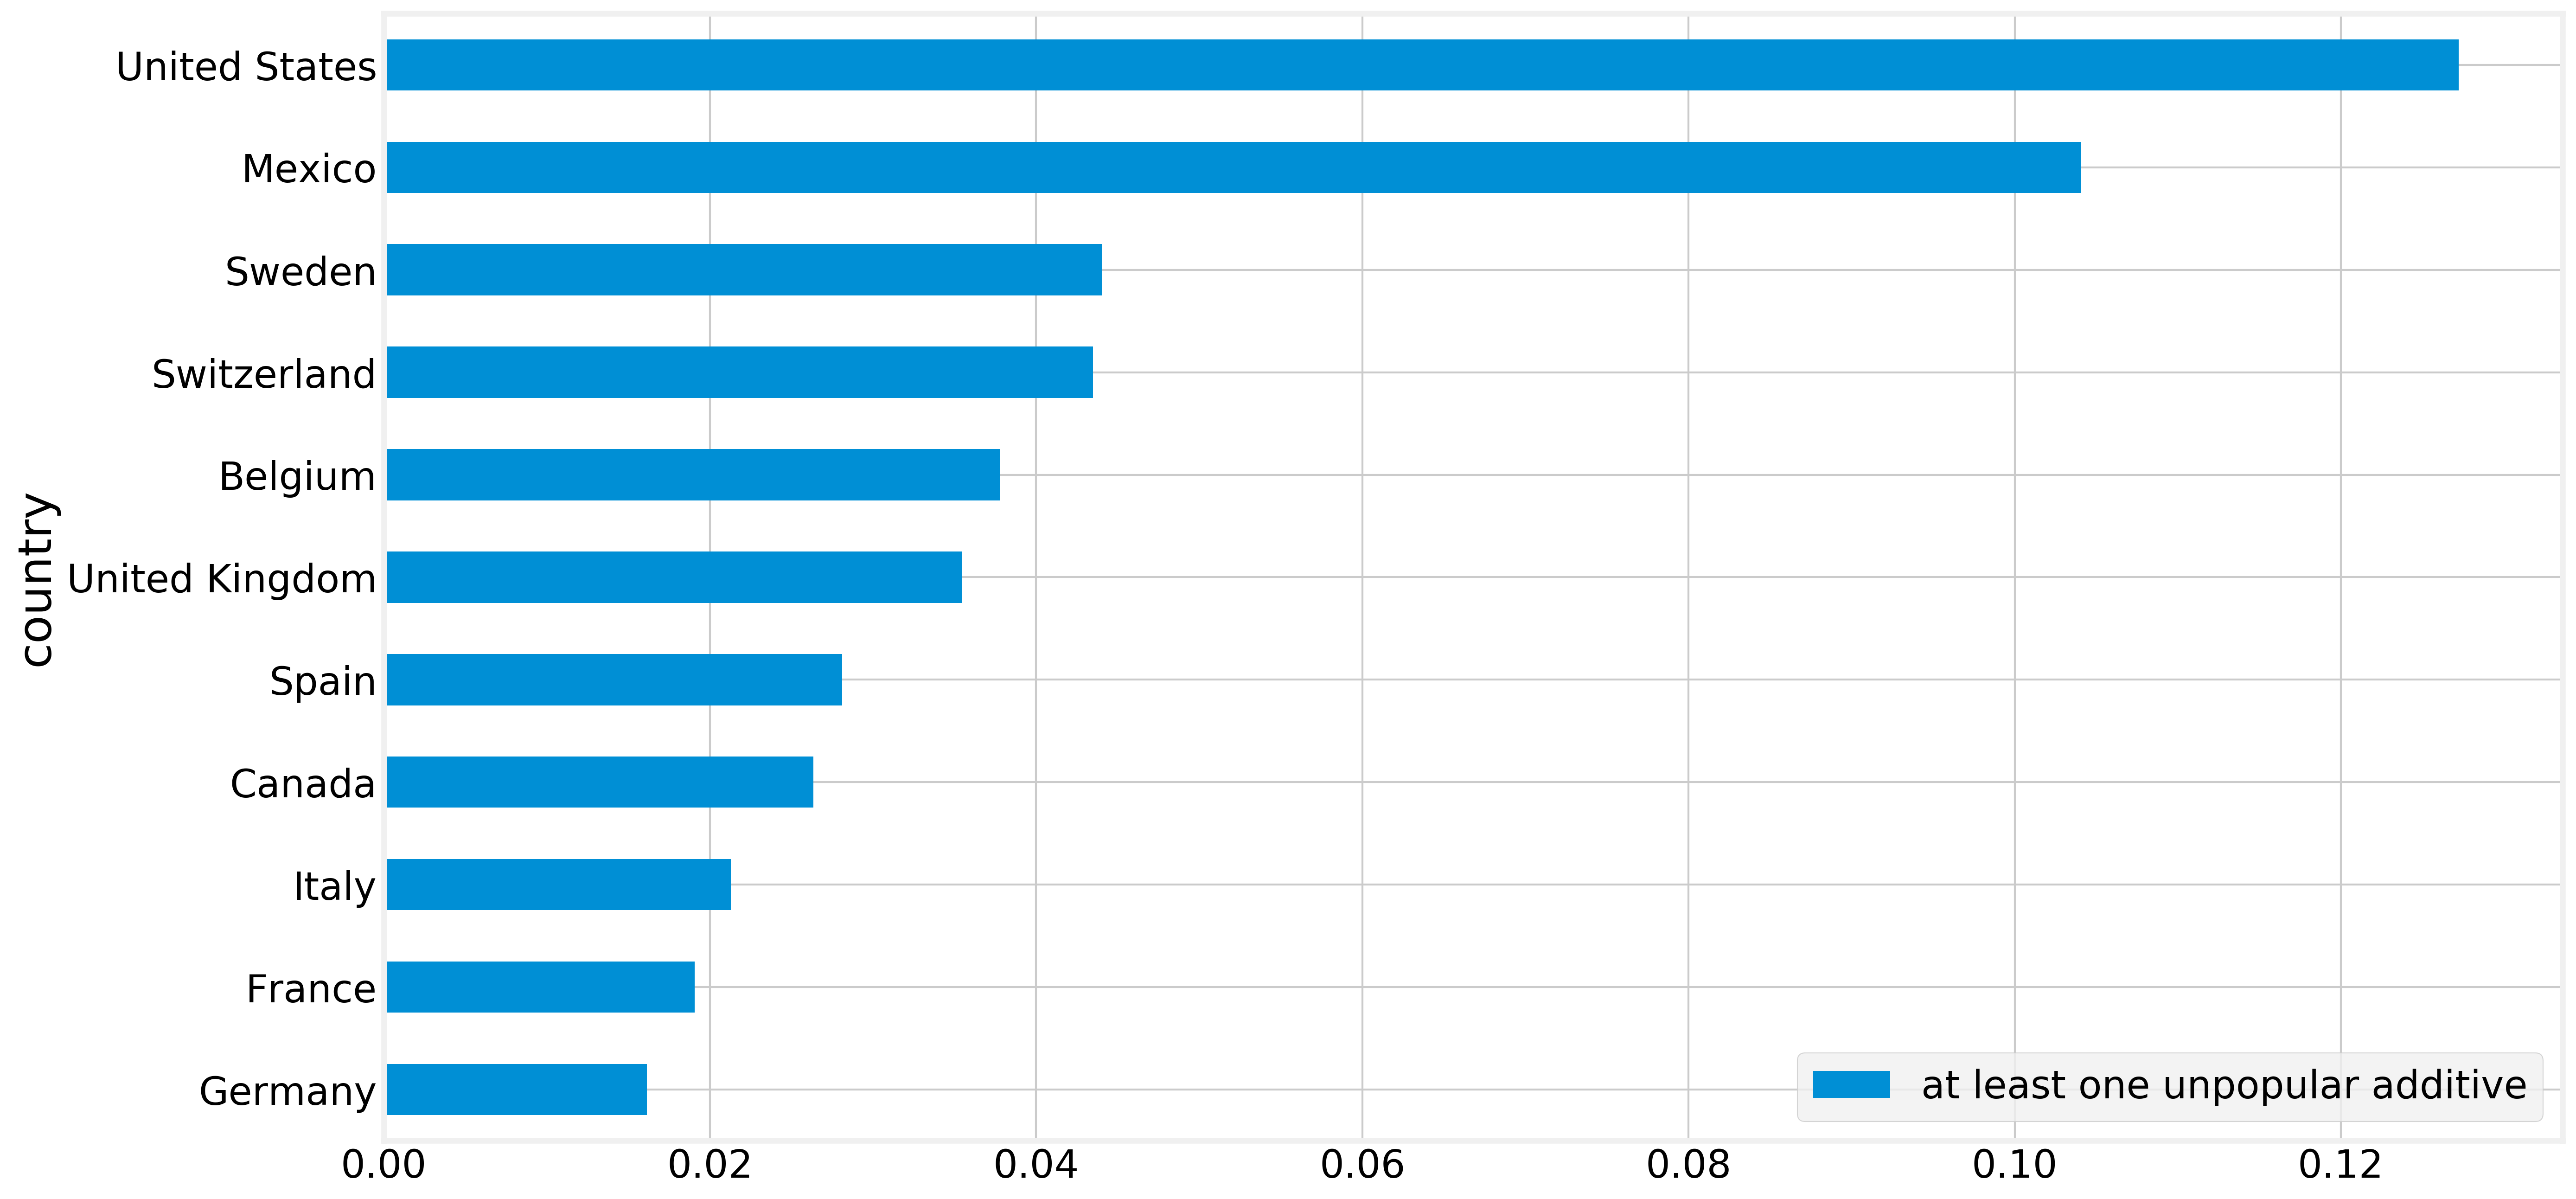 United States
Mexico
Sweden
Switzerland
Belgium
United Kingdom
Spain
Canada
Italy
France
Germany
country
at least one unpopular additive
0.00 0.02 0.04 0.06 0.08 0.10 0.12